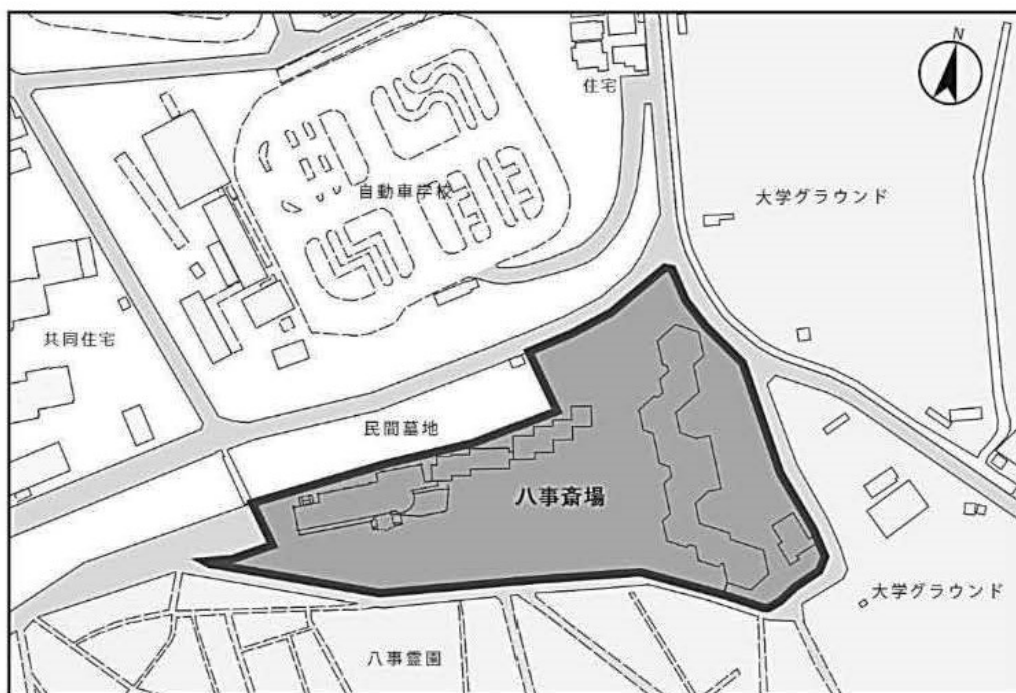 N
住宅
自動車学校
大学グラウンド
共同住宅
民間墓地
八事斎場
大学グラウンド
八事霊園